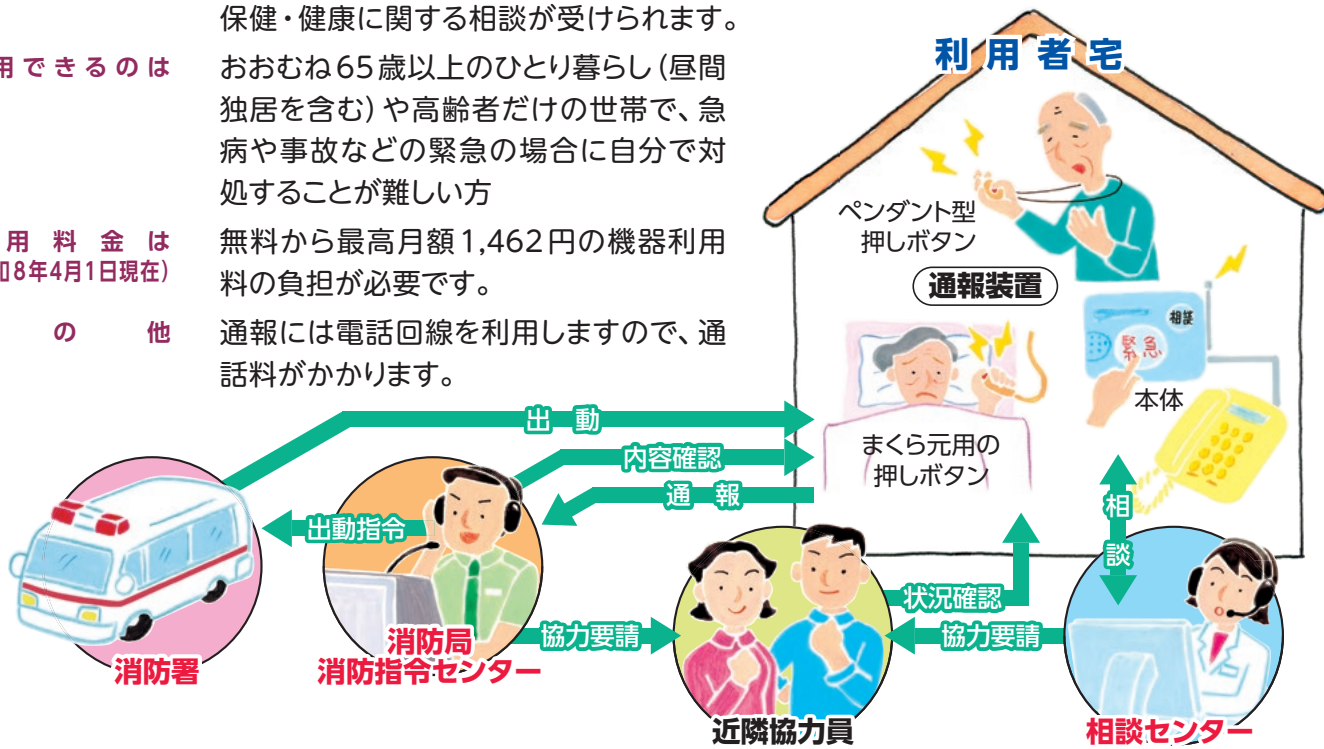 保健・健康に関する相談が受けられます。
用できるのは
おおむね65歳以上のひとり暮らし(昼間
独居を含む)や高齢者だけの世帯で、急
病や事故などの緊急の場合に自分で対
処することが難しい方
用料金は
8年4月1日現在)
無料から最高月額1,462円の機器利用
料の負担が必要です。
の他
通報には電話回線を利用しますので、通
話料がかかります。
利用者宅
ペンダント型
押しボタン
通報装置
相談
緊急
本体
まくら元用の
押しボタン
出動
内容確認
通報
出動指令
相談
状況確認
協力要請
協力要請
消防署
消防局
消防指令センター
近隣協力員
相談センター